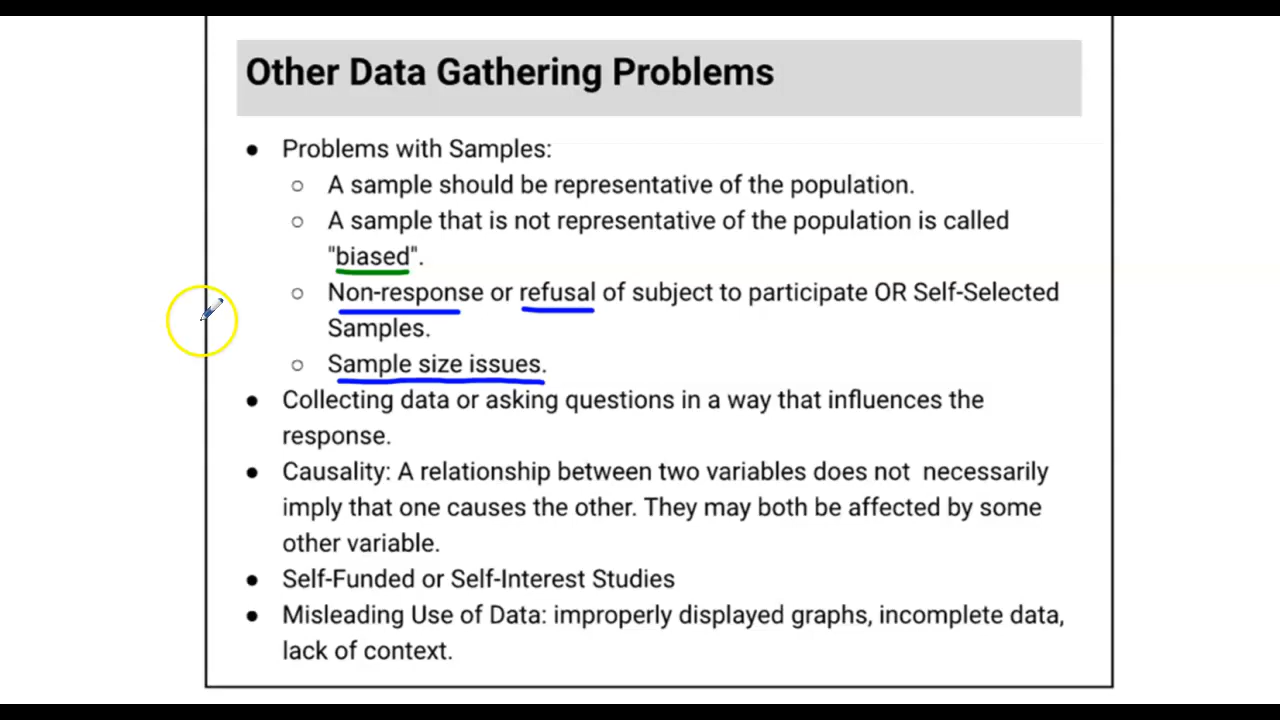 Other Data Gathering Problems
● Problems with Samples:
○ A sample should be representative of the population.
○ A sample that is not representative of the population is called
"biased".
○ Non-response or refusal of subject to participate OR Self-Selected
Samples.
○ Sample size issues.
● Collecting data or asking questions in a way that influences the
response.
● Causality: A relationship between two variables does not necessarily
imply that one causes the other. They may both be affected by some
other variable.
● Self-Funded or Self-Interest Studies
● Misleading Use of Data: improperly displayed graphs, incomplete data,
lack of context.